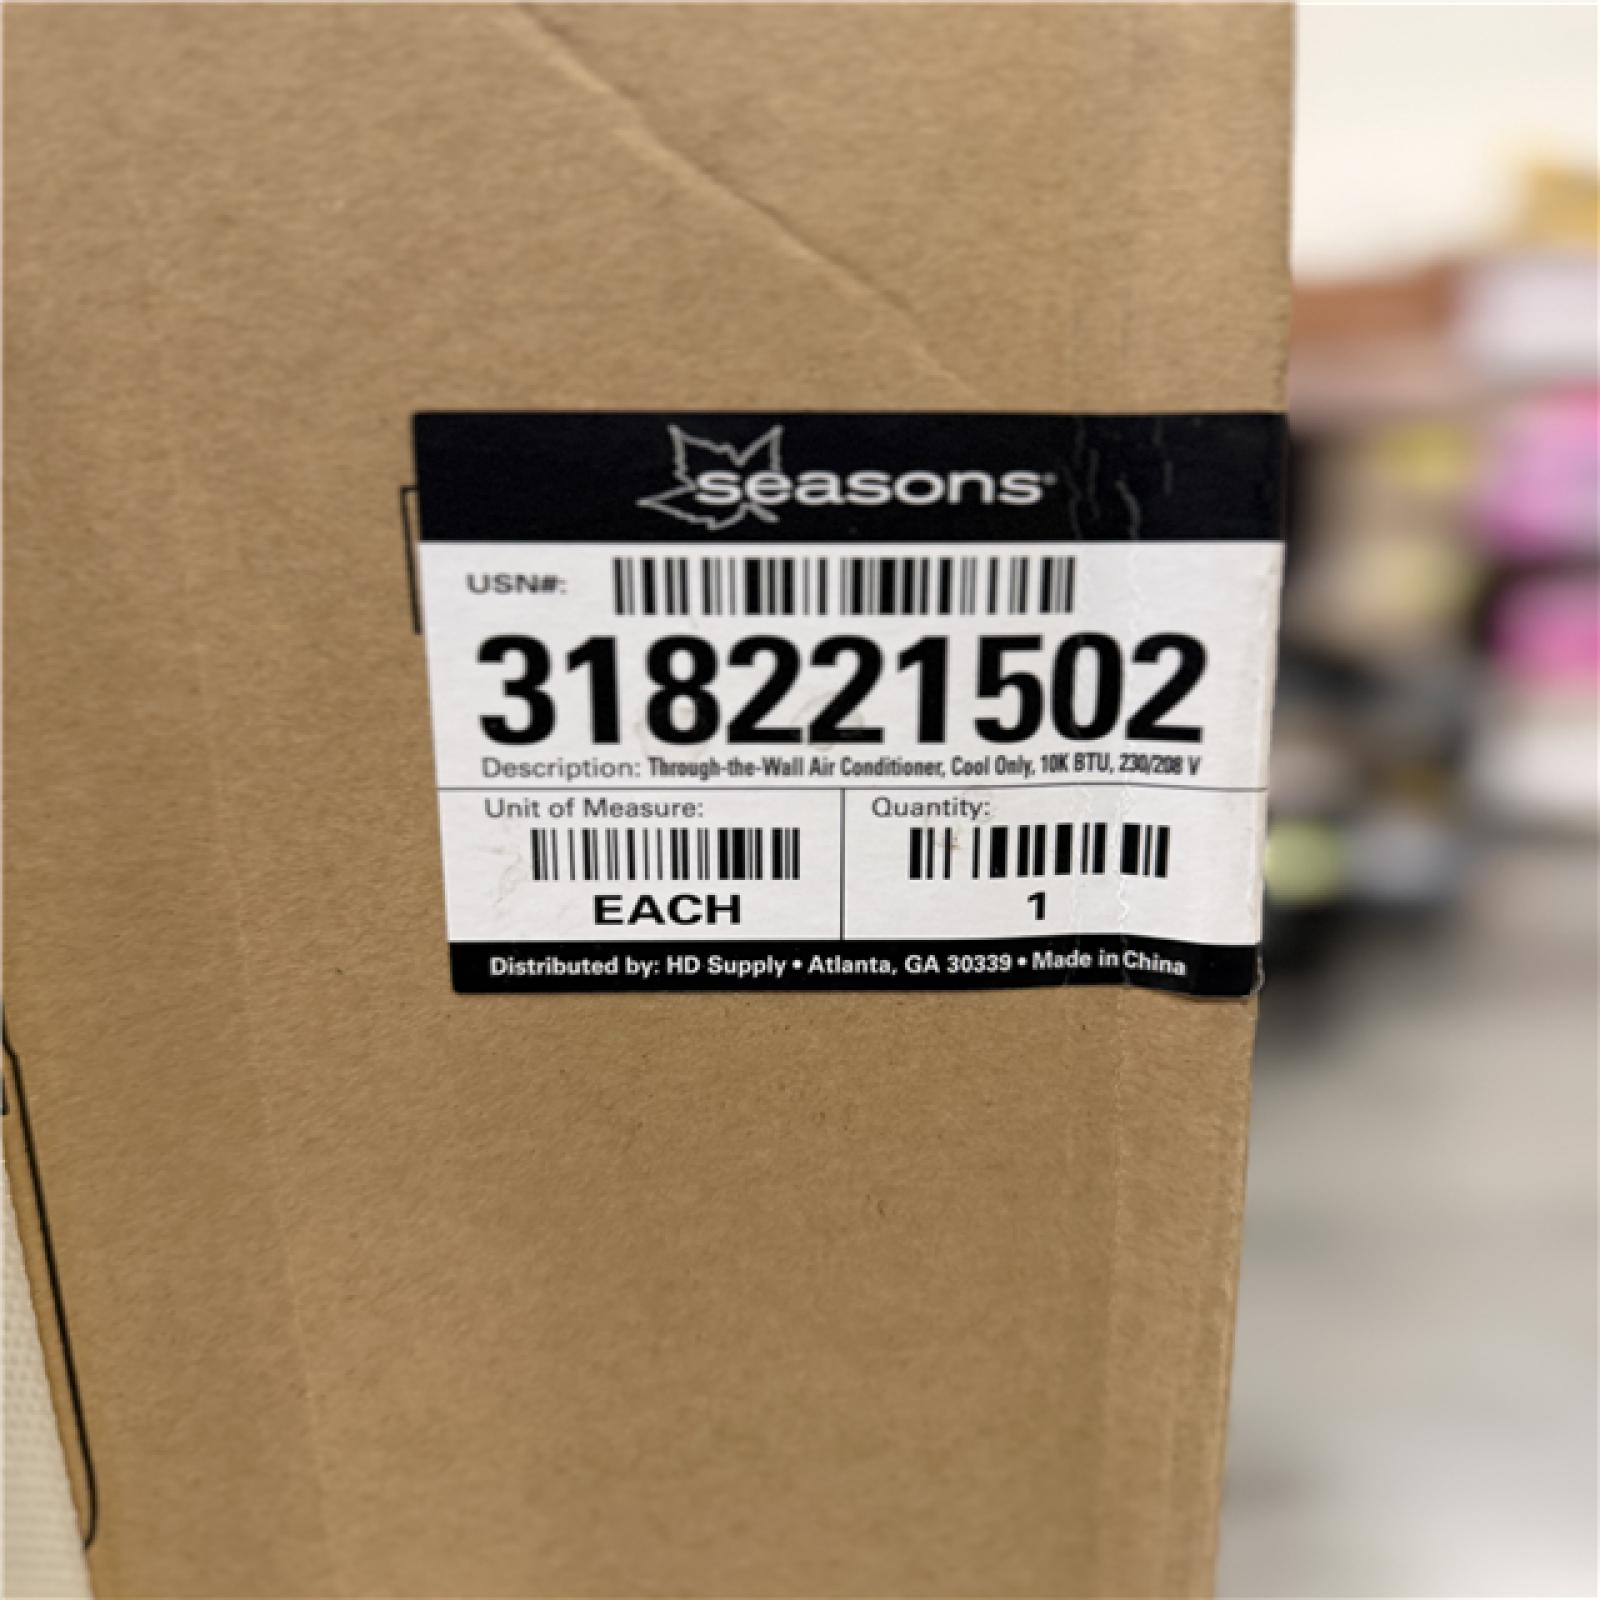 seasons
USN#:
318221502
Description: Through-the-Wall Air Conditioner, Cool Only, 10K BTU, 230/208 V
Unit of Measure:
EACH
Quantity:
1
Distributed by: HD Supply • Atlanta, GA 30339 • Made in China